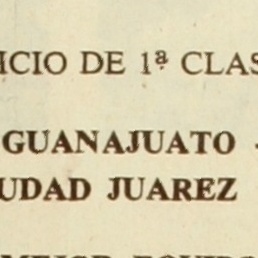 ICIO DE 1ª CLAS
GUANAJUATO -
UDAD JUAREZ